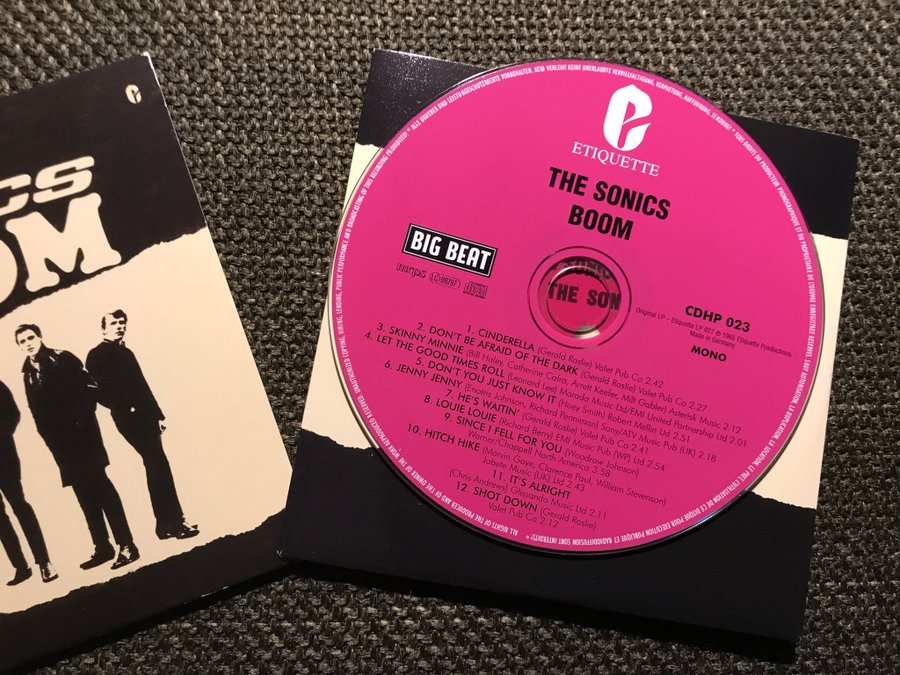 CS
OM
ETIQUETTE
THE SONICS
BOOM
BIG BEAT
mcps LC 09797
THE SON
CDHP 023
Original LP – Etiquette LP 027 ℗ 1965 Etiquette Productions
Made in Germany
MONO
1. CINDERELLA (Gerald Roslie) Valet Pub Co 2.42
2. DON'T BE AFRAID OF THE DARK (Gerald Roslie) Valet Pub Co 2.27
3. SKINNY MINNIE (Bill Haley, Catherine Cafra, Arrett Keefer, Milt Gabler) Asterisk Music 2.12
4. LET THE GOOD TIMES ROLL (Leonard Lee) Marada Music Ltd/EMI United Partnership Ltd 2.01
5. DON'T YOU JUST KNOW IT (Huey Smith) Robert Mellin Ltd 2.51
6. JENNY JENNY (Enotris Johnson, Richard Penniman) Sony/ATV Music Pub (UK) 2.18
7. HE'S WAITIN' (Gerald Roslie) Valet Pub Co 2.41
8. LOUIE LOUIE (Richard Berry) EMI Music Pub (WP) Ltd 2.54
9. SINCE I FELL FOR YOU (Woodrow Johnson)
Warner/Chappell North America 3.58
10. HITCH HIKE (Marvin Gaye, Clarence Paul, William Stevenson)
Jobete Music (UK) Ltd 2.43
11. IT'S ALRIGHT
(Chris Andrews) Glissando Music Ltd 2.11
12. SHOT DOWN (Gerald Roslie)
Valet Pub Co 2.12